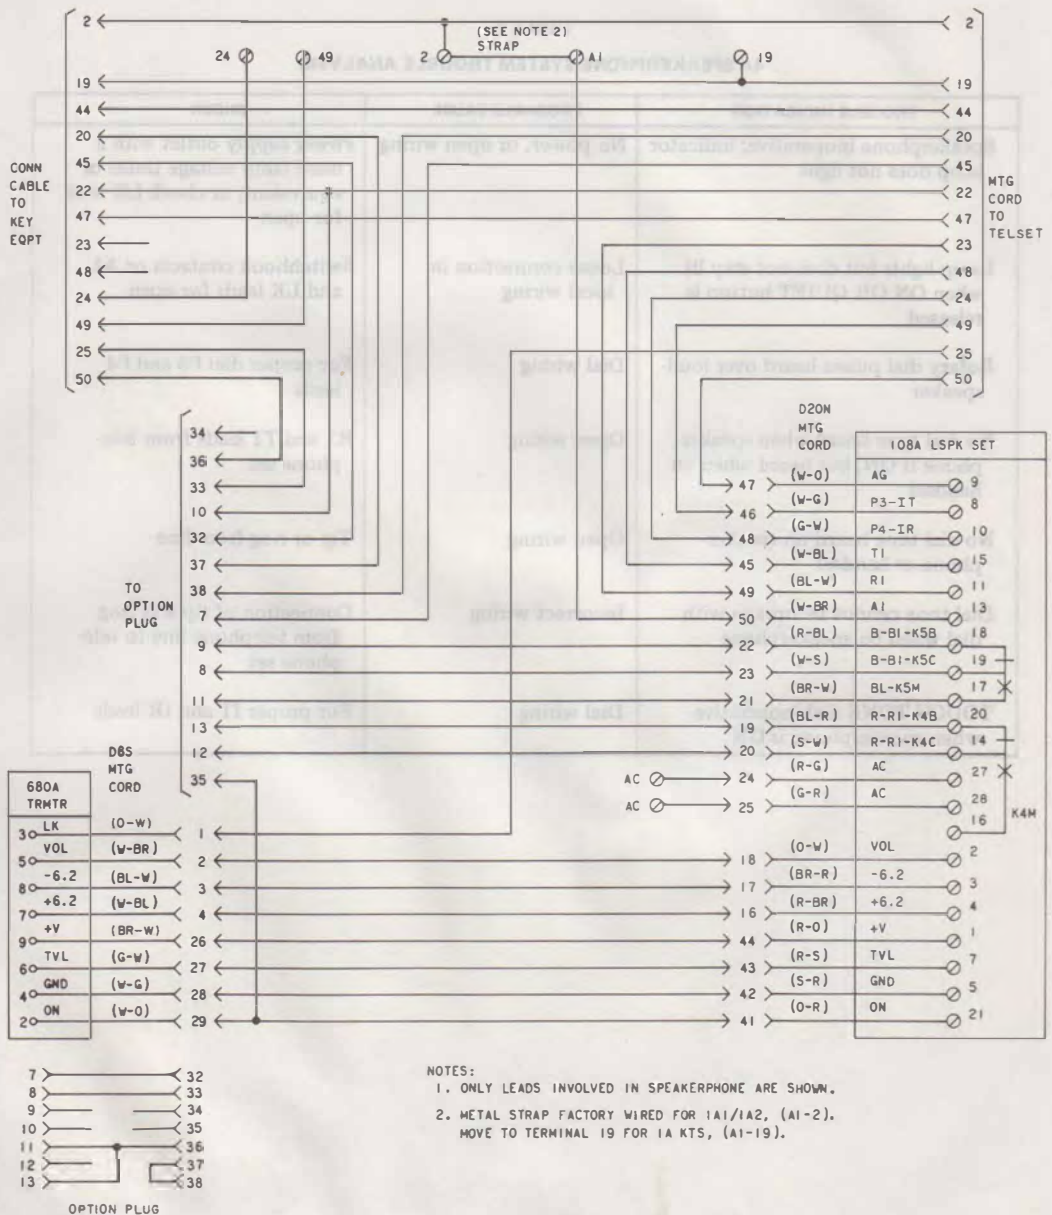 2 2
(SEE NOTE 2)
STRAP
24 49 2 A1 19
19 19
44 44
20 20
45 45
22 22
47 47
23 23
48 48
24 24
49 49
25 25
50 50
CONN
CABLE
TO
KEY
EQPT
MTG
CORD
TO
TELSET
34
36
33
10
32
37
38
7
9
8
11
13
12
35
TO
OPTION
PLUG
D20N
MTG
CORD
108A LSPK SET
47 (W-O) AG 9
46 (W-G) P3-IT 8
48 (G-W) P4-IR 10
45 (W-BL) T1 15
49 (BL-W) R1 11
50 (W-BR) A1 13
22 (R-BL) B-B1-K5B 18
23 (W-S) B-B1-K5C 19
21 (BR-W) BL-K5M 17
19 (BL-R) R-R1-K4B 20
20 (S-W) R-R1-K4C 14
AC 24 (R-G) AC 27
AC 25 (G-R) AC 28
16
K4M
18 (O-W) VOL 2
17 (BR-R) -6.2 3
16 (R-BR) +6.2 4
44 (R-O) +V 1
43 (R-S) TVL 7
42 (S-R) GND 5
41 (O-R) ON 21
680A
TRMTR
D8S
MTG
CORD
3 LK (O-W) 1
5 VOL (W-BR) 2
8 -6.2 (BL-W) 3
7 +6.2 (W-BL) 4
9 +V (BR-W) 26
6 TVL (G-W) 27
4 GND (W-G) 28
2 ON (W-O) 29
7 32
8 33
9 34
10 35
11 36
12 37
13 38
OPTION PLUG
NOTES:
1. ONLY LEADS INVOLVED IN SPEAKERPHONE ARE SHOWN.
2. METAL STRAP FACTORY WIRED FOR 1A1/1A2, (A1-2).
MOVE TO TERMINAL 19 FOR 1A KTS, (A1-19).